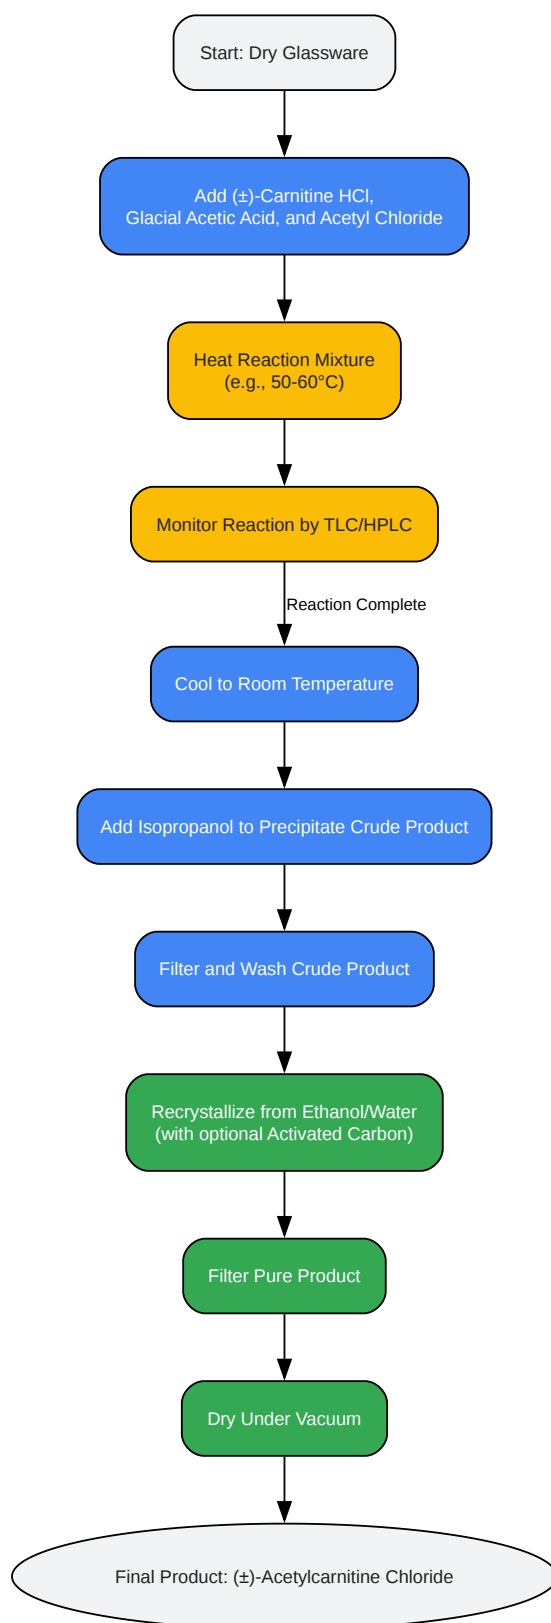 Start: Dry Glassware
Add (±)-Carnitine HCl,
Glacial Acetic Acid, and Acetyl Chloride
Heat Reaction Mixture
(e.g., 50-60°C)
Monitor Reaction by TLC/HPLC
Reaction Complete
Cool to Room Temperature
Add Isopropanol to Precipitate Crude Product
Filter and Wash Crude Product
Recrystallize from Ethanol/Water
(with optional Activated Carbon)
Filter Pure Product
Dry Under Vacuum
Final Product: (±)-Acetylcarnitine Chloride